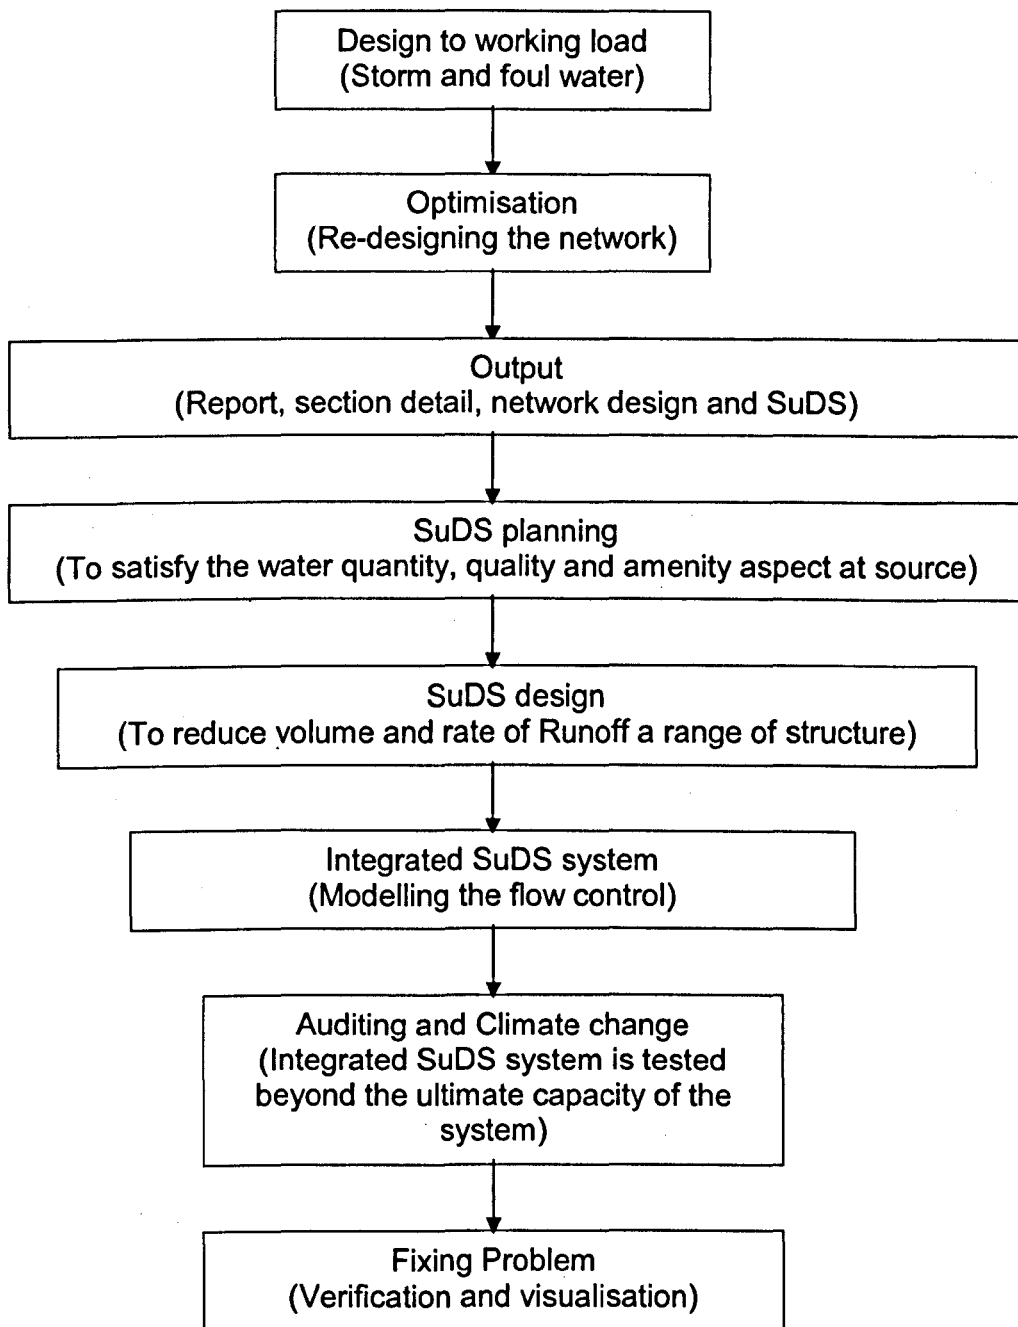 Design to working load
(Storm and foul water)
Optimisation
(Re-designing the network)
Output
(Report, section detail, network design and SuDS)
SuDS planning
(To satisfy the water quantity, quality and amenity aspect at source)
SuDS design
(To reduce volume and rate of Runoff a range of structure)
Integrated SuDS system
(Modelling the flow control)
Auditing and Climate change
(Integrated SuDS system is tested
beyond the ultimate capacity of the
system)
Fixing Problem
(Verification and visualisation)